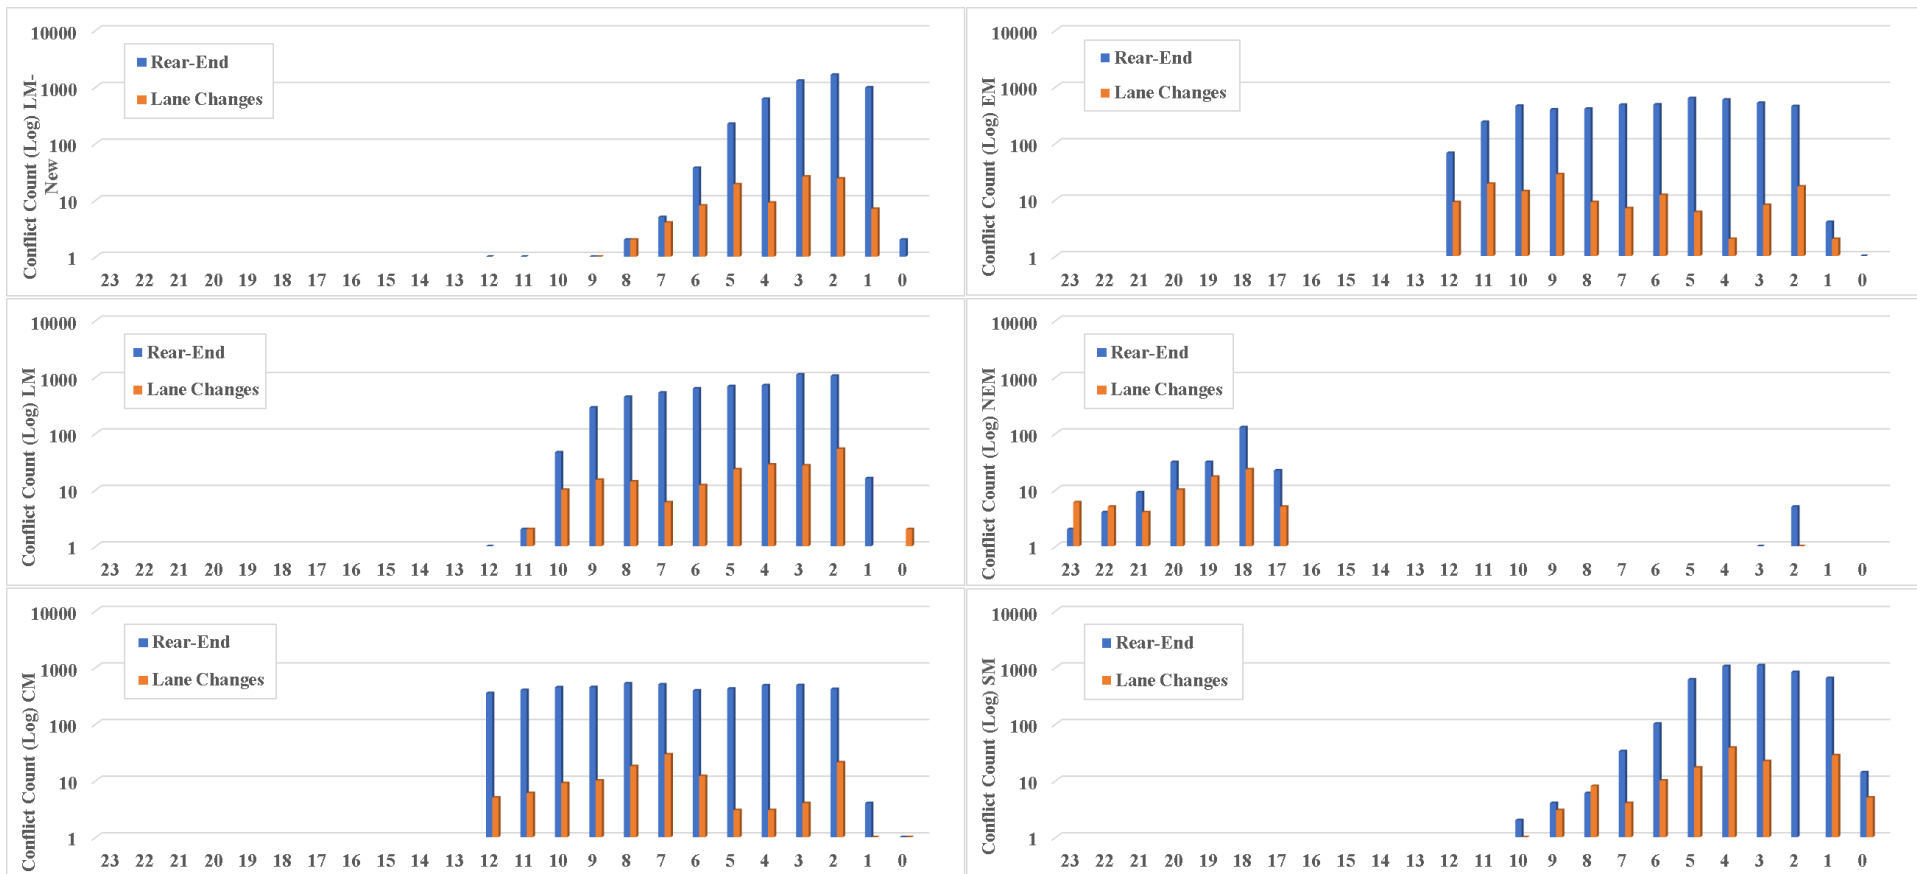 10000
1000
100
10
1
Conflict Count (Log) LM-
New
Rear-End
Lane Changes
23 22 21 20 19 18 17 16 15 14 13 12 11 10 9 8 7 6 5 4 3 2 1 0
10000
1000
100
10
1
Conflict Count (Log) EM
Rear-End
Lane Changes
23 22 21 20 19 18 17 16 15 14 13 12 11 10 9 8 7 6 5 4 3 2 1 0
10000
1000
100
10
1
Conflict Count (Log) LM
Rear-End
Lane Changes
23 22 21 20 19 18 17 16 15 14 13 12 11 10 9 8 7 6 5 4 3 2 1 0
10000
1000
100
10
1
Conflict Count (Log) NEM
Rear-End
Lane Changes
23 22 21 20 19 18 17 16 15 14 13 12 11 10 9 8 7 6 5 4 3 2 1 0
10000
1000
100
10
1
Conflict Count (Log) CM
Rear-End
Lane Changes
23 22 21 20 19 18 17 16 15 14 13 12 11 10 9 8 7 6 5 4 3 2 1 0
10000
1000
100
10
1
Conflict Count (Log) SM
Rear-End
Lane Changes
23 22 21 20 19 18 17 16 15 14 13 12 11 10 9 8 7 6 5 4 3 2 1 0